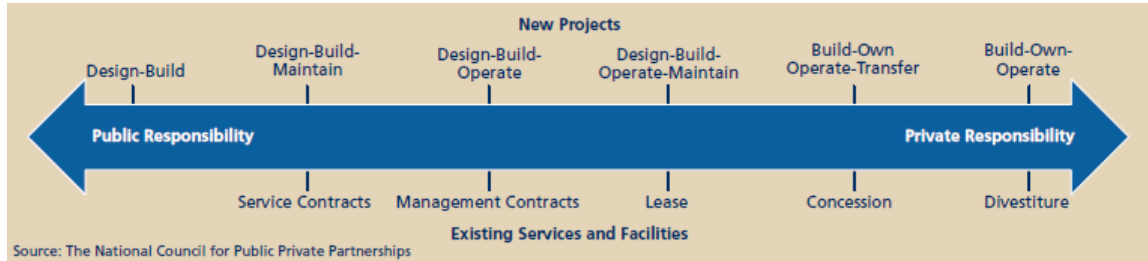 New Projects
Design-Build
Design-Build-
Maintain
Design-Build-
Operate
Design-Build-
Operate-Maintain
Build-Own
Operate-Transfer
Build-Own-
Operate
Public Responsibility
Private Responsibility
Service Contracts
Management Contracts
Lease
Concession
Divestiture
Existing Services and Facilities
Source: The National Council for Public Private Partnerships